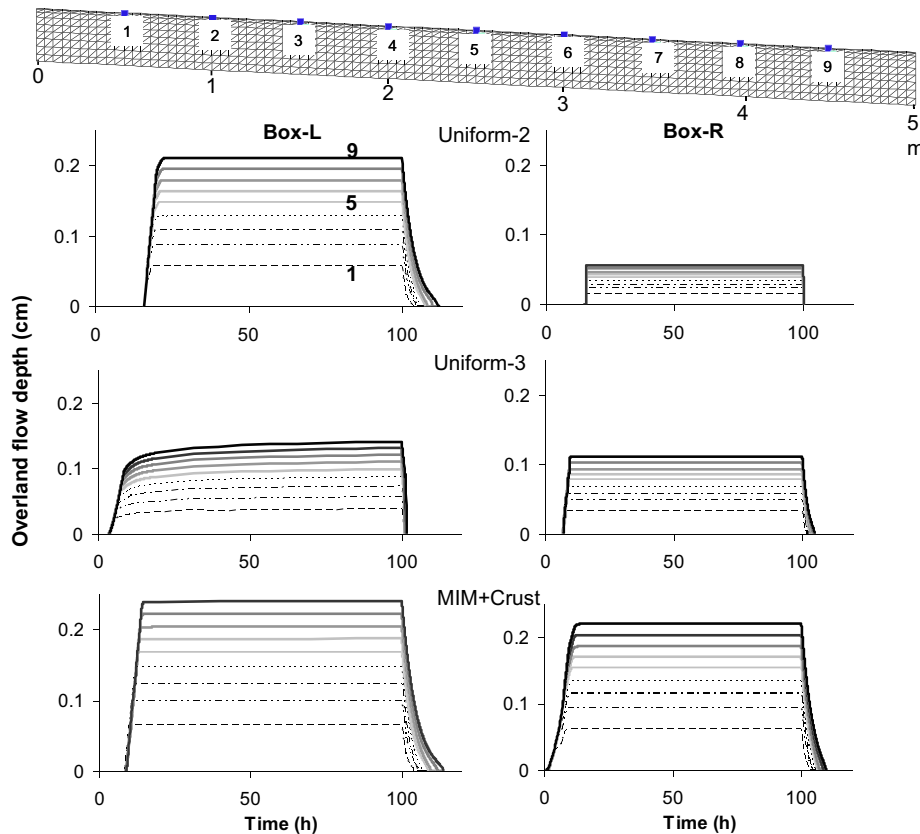 1 2 3 4 5 6 7 8 9
0 1 2 3 4 5
m
Box-L Uniform-2 Box-R
0.2 9 0.2
5
0.1 0.1
1
0 0
0 50 100 0 50 100
Overland flow depth (cm)
Uniform-3
0.2 0.2
0.1 0.1
0 0
0 50 100 0 50 100
MIM+Crust
0.2 0.2
0.1 0.1
0 0
0 50 100 0 50 100
Time (h) Time (h)